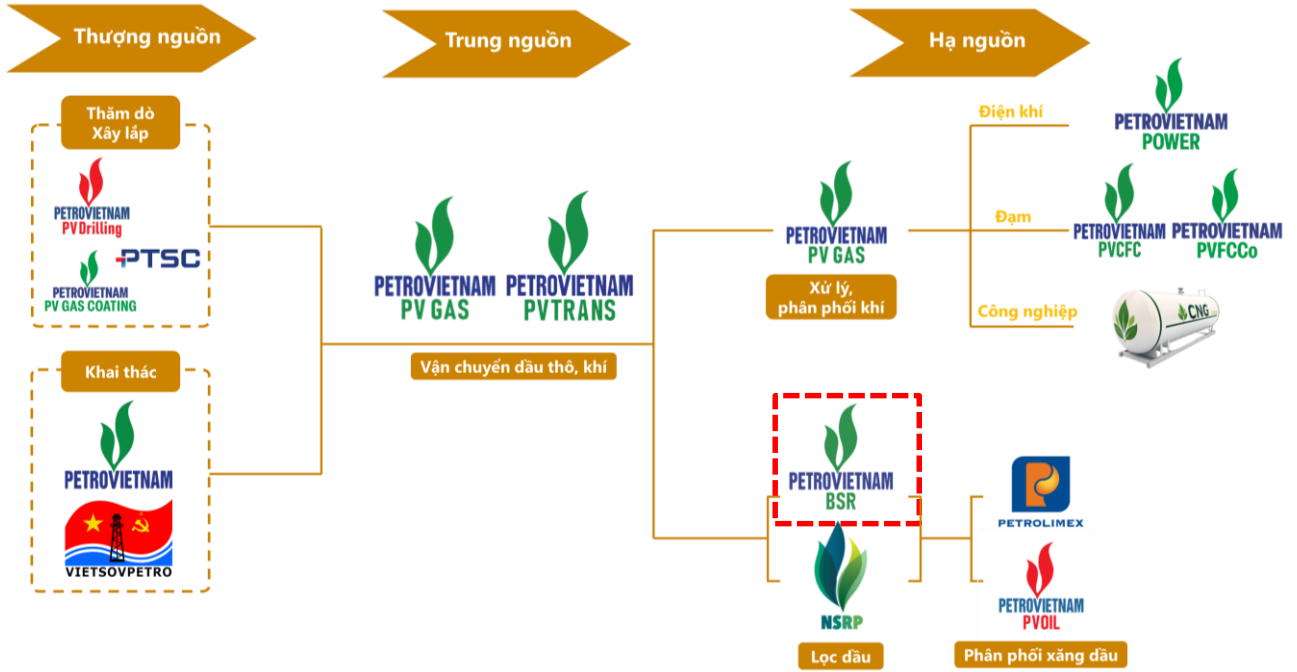 Thượng nguồn
Trung nguồn
Hạ nguồn
Thăm dò
Xây lắp
PETROVIETNAM
PVDrilling
PTSC
PETROVIETNAM
PV GAS COATING
Khai thác
PETROVIETNAM
VIETSOVPETRO
PETROVIETNAM
PV GAS
PETROVIETNAM
PVTRANS
Vận chuyển dầu thô, khí
PETROVIETNAM
PV GAS
Xử lý,
phân phối khí
Điện khí
PETROVIETNAM
POWER
Đạm
PETROVIETNAM
PVCFC
PETROVIETNAM
PVFCCo
Công nghiệp
CNG
PETROVIETNAM
BSR
NSRP
Lọc dầu
PETROLIMEX
PETROVIETNAM
PVOIL
Phân phối xăng dầu